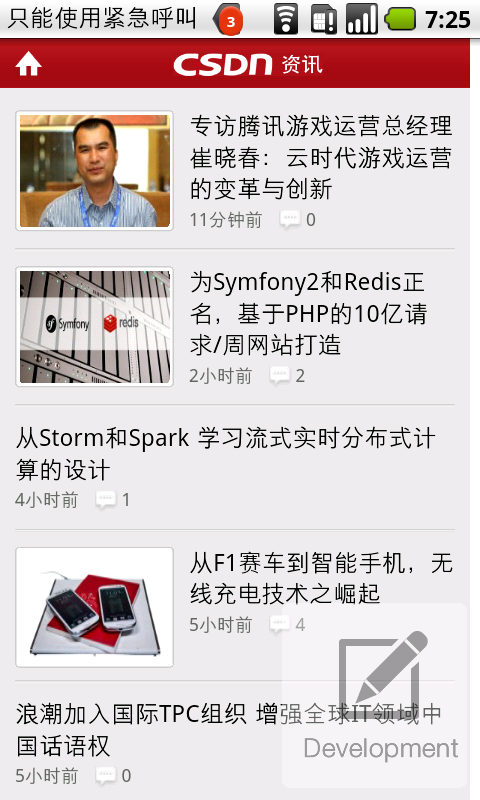 只能使用紧急呼叫 3 7:25
CSDN 资讯
专访腾讯游戏运营总经理
崔晓春：云时代游戏运营
的变革与创新
11分钟前 0
Symfony redis
为Symfony2和Redis正
名，基于PHP的10亿请
求/周网站打造
2小时前 2
从Storm和Spark 学习流式实时分布式计
算的设计
4小时前 1
从F1赛车到智能手机，无
线充电技术之崛起
5小时前 4
浪潮加入国际TPC组织 增强全球IT领域中
国话语权
Development
5小时前 0